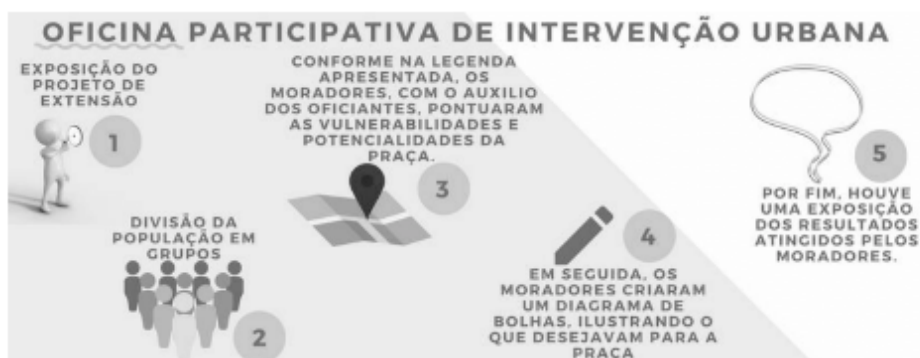 OFICINA PARTICIPATIVA DE INTERVENÇÃO URBANA
EXPOSIÇÃO DO
PROJETO DE
EXTENSÃO
1
DIVISÃO DA
POPULAÇÃO EM
GRUPOS
2
CONFORME NA LEGENDA
APRESENTADA, OS
MORADORES, COM O AUXILIO
DOS OFICIANTES, PONTUARAM
AS VULNERABILIDADES E
POTENCIALIDADES DA
PRAÇA.
3
4
EM SEGUIDA, OS
MORADORES CRIARAM
UM DIAGRAMA DE
BOLHAS, ILUSTRANDO O
QUE DESEJAVAM PARA A
PRAÇA
5
POR FIM, HOUVE
UMA EXPOSIÇÃO
DOS RESULTADOS
ATINGIDOS PELOS
MORADORES.